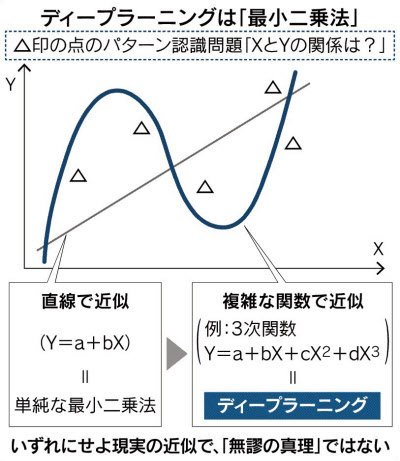 ディープラーニングは「最小二乗法」
△印の点のパターン認識問題「XとYの関係は？」
Y
X
直線で近似
（Y＝a＋bX）
＝
単純な最小二乗法
複雑な関数で近似
（例：3次関数
Y＝a＋bX＋cX²＋dX³）
＝
ディープラーニング
いずれにせよ現実の近似で、「無謬の真理」ではない